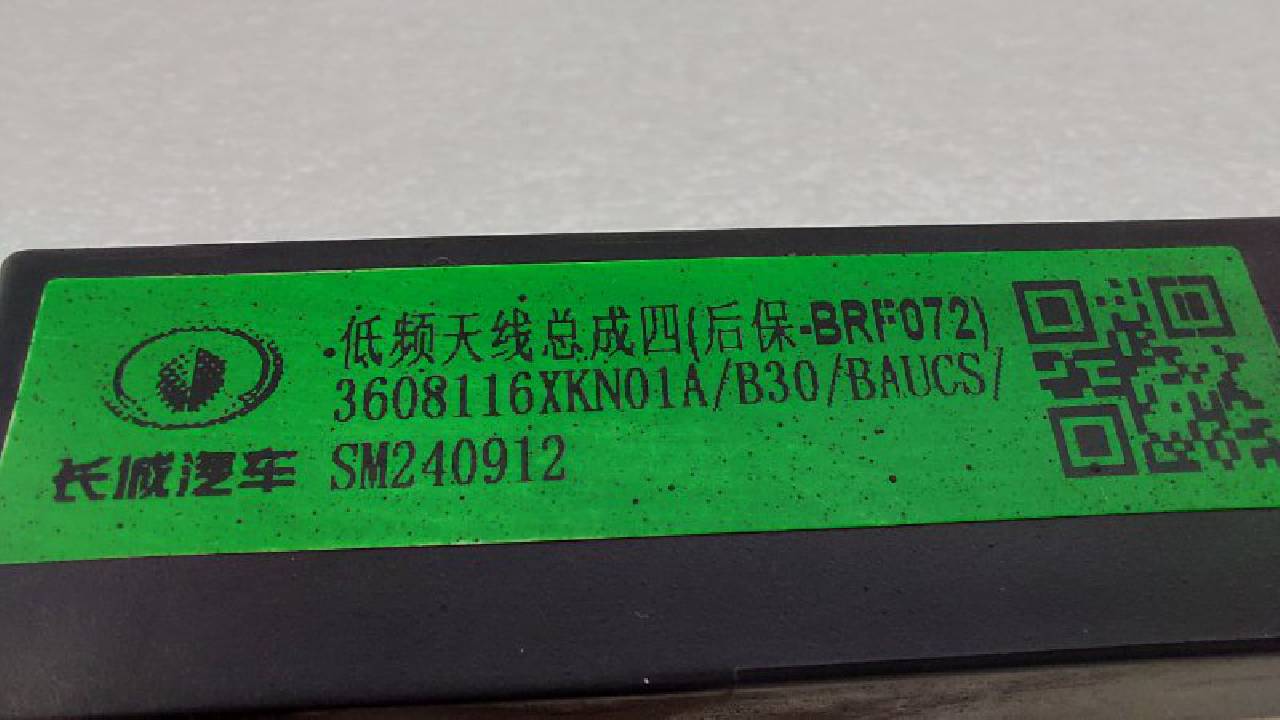 低频天线总成四(后保-BRF072)
3608116XKN01A/B30/BAUCS/
SM240912
长城汽车